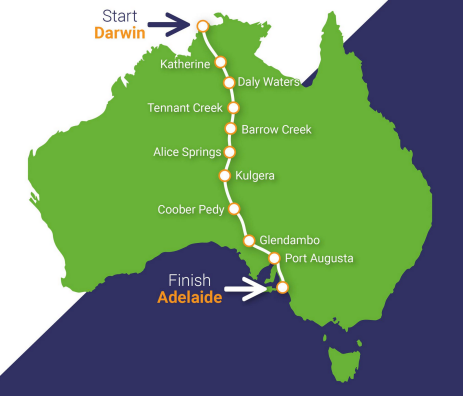 Start
Darwin
Katherine
Daly Waters
Tennant Creek
Barrow Creek
Alice Springs
Kulgera
Coober Pedy
Glendambo
Port Augusta
Finish
Adelaide